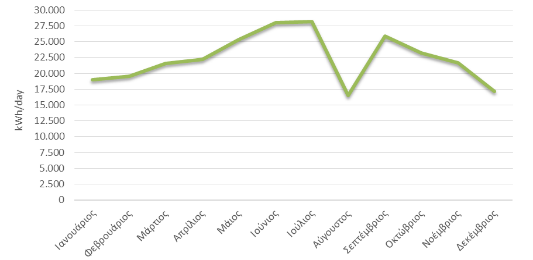 30.000
27.500
25.000
22.500
20.000
17.500
15.000
12.500
10.000
7.500
5.000
2.500
0
kWh/day
Ιανουάριος
Φεβρουάριος
Μάρτιος
Απρίλιος
Μάιος
Ιούνιος
Ιούλιος
Αύγουστος
Σεπτέμβριος
Οκτώβριος
Νοέμβριος
Δεκέμβριος